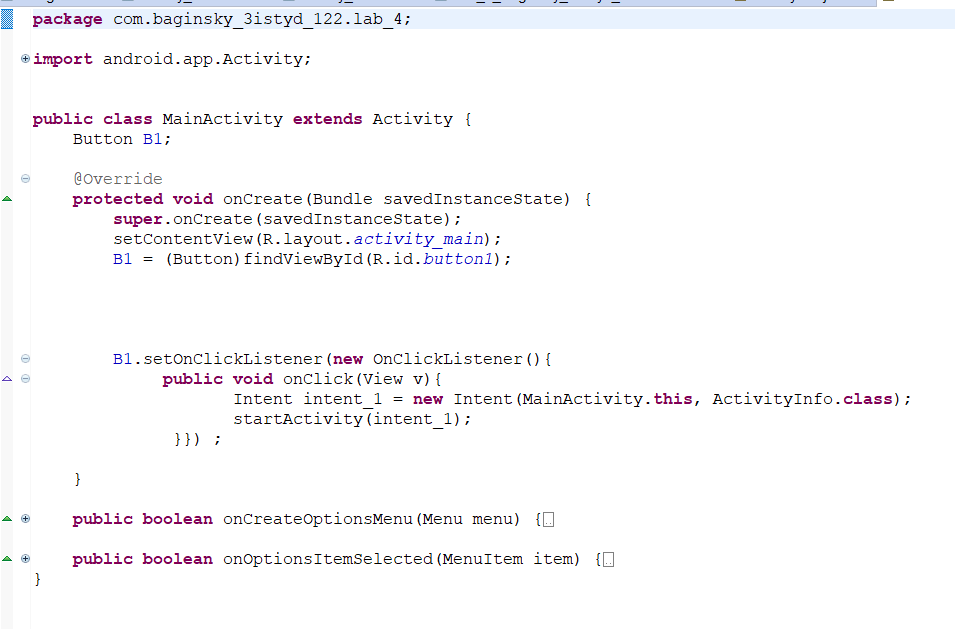 package com.baginsky_3istyd_122.lab_4;
import android.app.Activity;
public class MainActivity extends Activity {
Button B1;
@Override
protected void onCreate(Bundle savedInstanceState) {
super.onCreate(savedInstanceState);
setContentView(R.layout.activity_main);
B1 = (Button)findViewById(R.id.button1);
B1.setOnClickListener(new OnClickListener(){
public void onClick(View v){
Intent intent_1 = new Intent(MainActivity.this, ActivityInfo.class);
startActivity(intent_1);
}}) ;
}
public boolean onCreateOptionsMenu(Menu menu) {..
public boolean onOptionsItemSelected(MenuItem item) {..
}